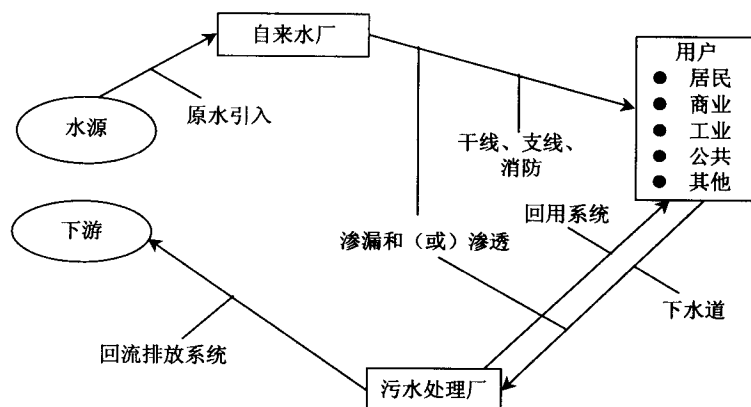 自来水厂
用户
● 居民
● 商业
● 工业
● 公共
● 其他
原水引入
水源
干线、支线、
消防
下游
渗漏和（或）渗透
回用系统
下水道
回流排放系统
污水处理厂